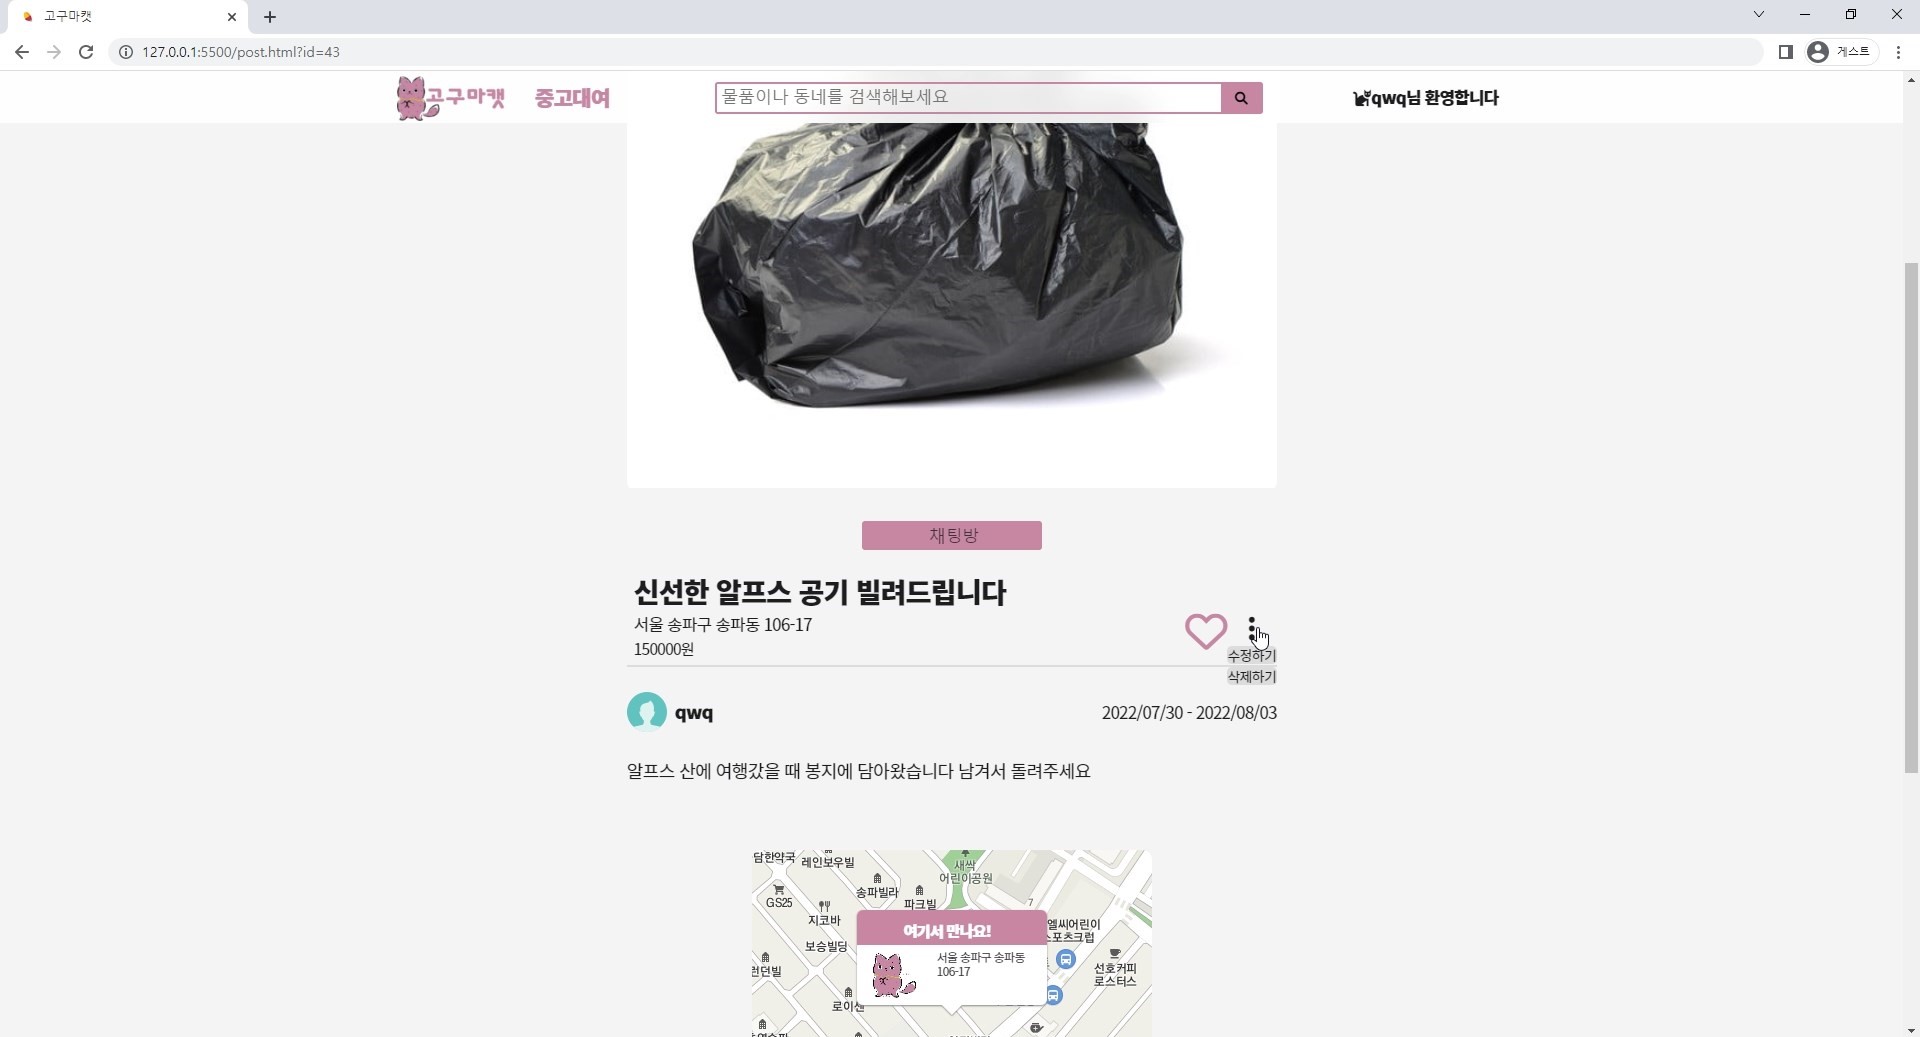 고구마캣
127.0.0.1:5500/post.html?id=43
게스트
고구마캣
중고대여
물품이나 동네를 검색해보세요
qwq님 환영합니다
채팅방
신선한 알프스 공기 빌려드립니다
서울 송파구 송파동 106-17
150000원
수정하기
삭제하기
qwq
2022/07/30 - 2022/08/03
알프스 산에 여행갔을 때 봉지에 담아왔습니다 남겨서 돌려주세요
담한약국
레인보우빌
새싹
어린이공원
송파빌라
GS25
파크빌
7
지코바
여기서 만나요!
엘씨어린이
스포츠크럽
보승빌딩
서울 송파구 송파동
106-17
런던빌
선호커피
로스터스
로이센